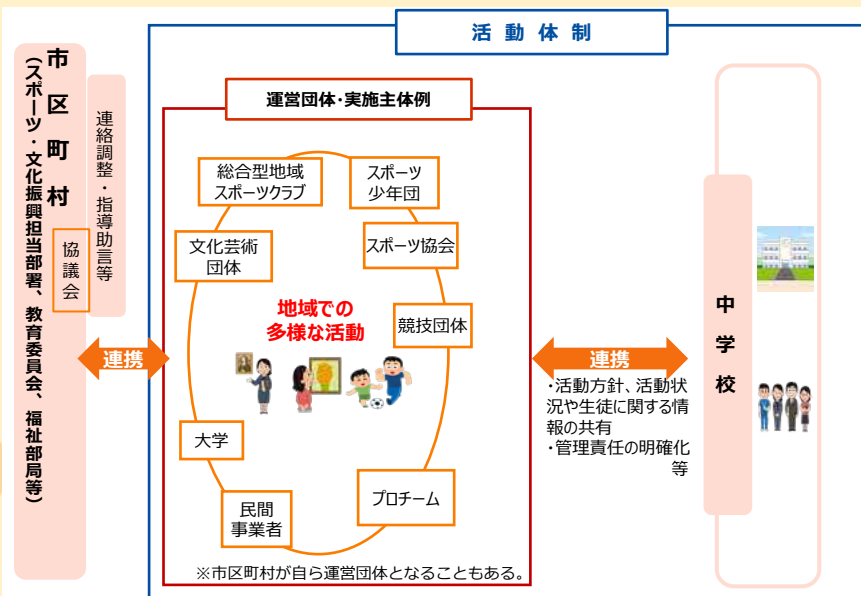 活動体制
市区町村
（スポーツ・文化振興担当部署、教育委員会、福祉部局等）
協議会
連絡調整・指導助言等
連携
運営団体・実施主体例
総合型地域
スポーツクラブ
スポーツ
少年団
文化芸術
団体
スポーツ協会
競技団体
地域での
多様な活動
大学
民間
事業者
プロチーム
※市区町村が自ら運営団体となることもある。
連携
・活動方針、活動状
況や生徒に関する情
報の共有
・管理責任の明確化
等
中学校